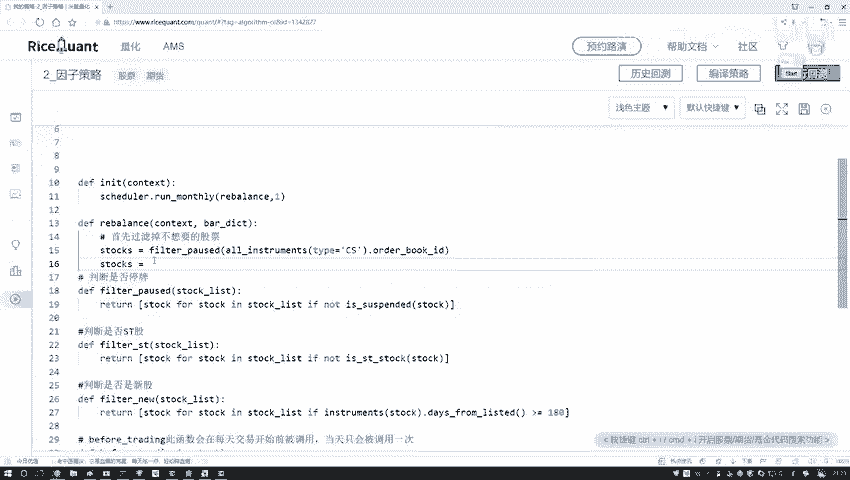 https://www.ricequant.com/quant/#?tag=algorithm-ci&sid=1342827
RiceQuant 量化 AMS 预约路演 帮助文档 社区
2_因子策略 股票 期货 历史回测 编译策略
浅色主题 默认快捷键
6
7
8
9
10 def init(context):
11 scheduler.run_monthly(rebalance,1)
12
13 def rebalance(context, bar_dict):
14 # 首先过滤掉不想要的股票
15 stocks = filter_paused(all_instruments(type='CS').order_book_id)
16 stocks =
17 # 判断是否停牌
18 def filter_paused(stock_list):
19 return [stock for stock in stock_list if not is_suspended(stock)]
20
21 #判断是否ST股
22 def filter_st(stock_list):
23 return [stock for stock in stock_list if not is_st_stock(stock)]
24
25 #判断是否是新股
26 def filter_new(stock_list):
27 return [stock for stock in stock_list if instruments(stock).days_from_listed() >= 180]
28
29 # before_trading此函数会在每天交易开始前被调用，当天只会被调用一次